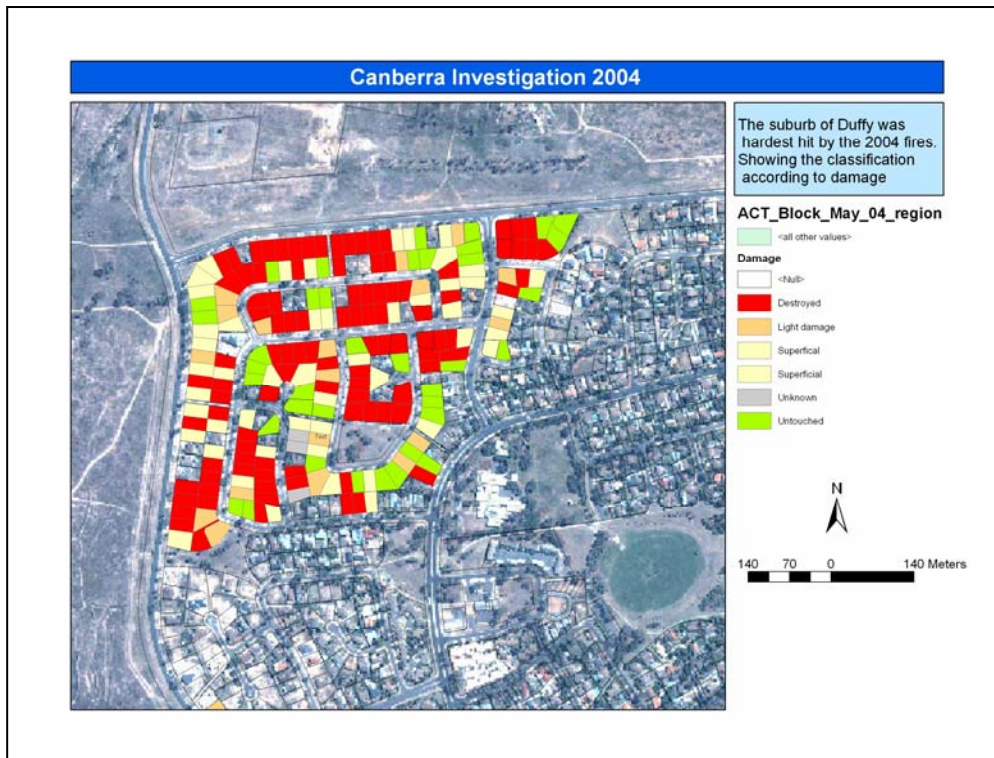 Canberra Investigation 2004
The suburb of Duffy was
hardest hit by the 2004 fires.
Showing the classification
according to damage
ACT_Block_May_04_region
<all other values>
Damage
<Null>
Destroyed
Light damage
Superfical
Superficial
Unknown
Untouched
Text
N
140 70 0 140 Meters